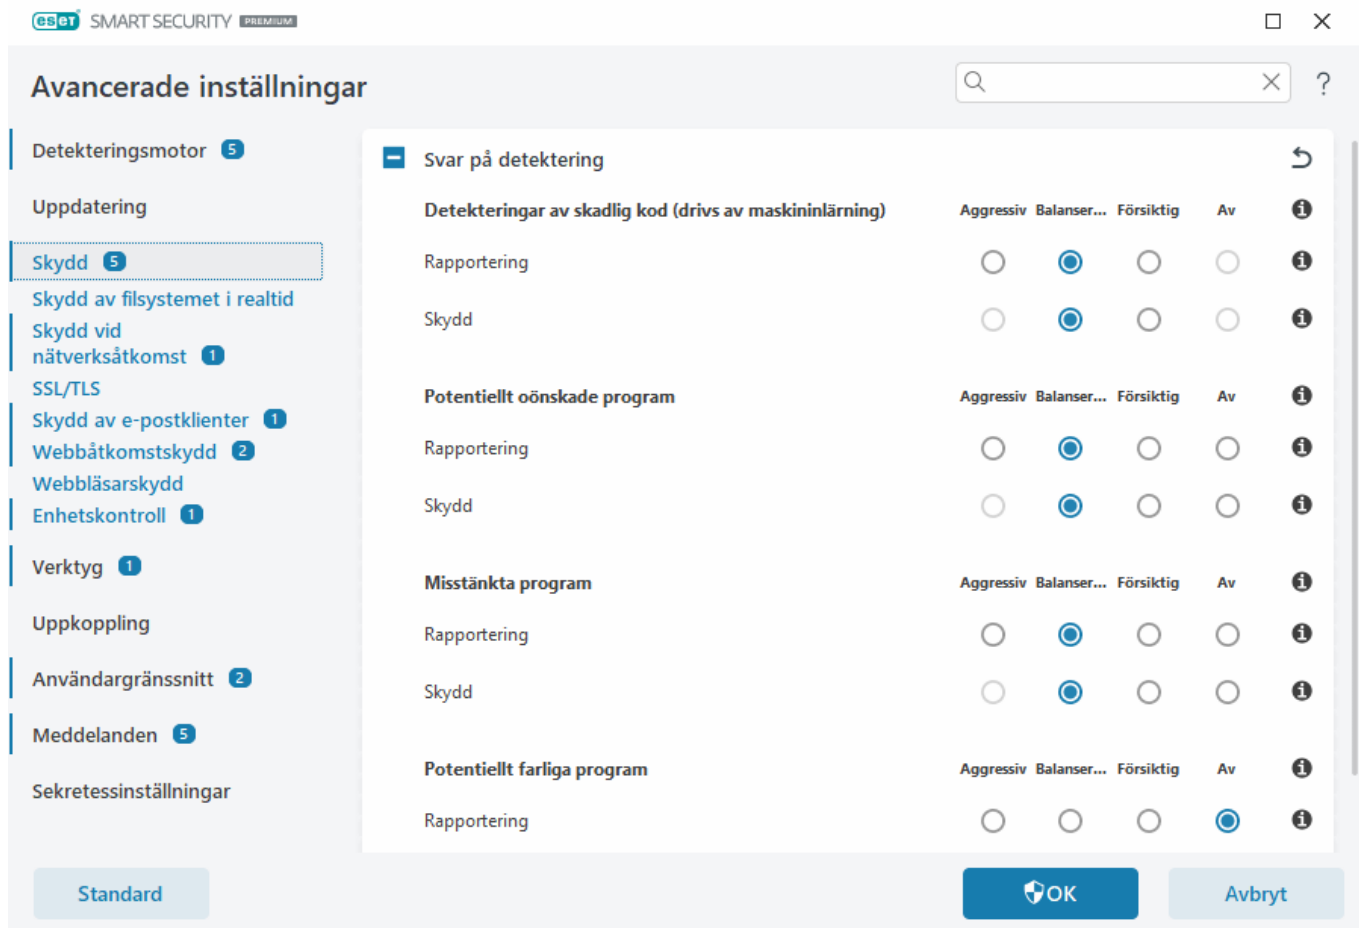 eset SMART SECURITY PREMIUM
Avancerade inställningar
?
Detekteringsmotor 5
Uppdatering
Skydd 5
Skydd av filsystemet i realtid
Skydd vid
nätverksåtkomst 1
SSL/TLS
Skydd av e-postklienter 1
Webbåtkomstskydd 2
Webbläsarskydd
Enhetskontroll 1
Verktyg 1
Uppkoppling
Användargränssnitt 2
Meddelanden 5
Sekretessinställningar
Svar på detektering
Detekteringar av skadlig kod (drivs av maskininlärning) Aggressiv Balanser... Försiktig Av
Rapportering
Skydd
Potentiellt oönskade program Aggressiv Balanser... Försiktig Av
Rapportering
Skydd
Misstänkta program Aggressiv Balanser... Försiktig Av
Rapportering
Skydd
Potentiellt farliga program Aggressiv Balanser... Försiktig Av
Rapportering
Standard
OK
Avbryt